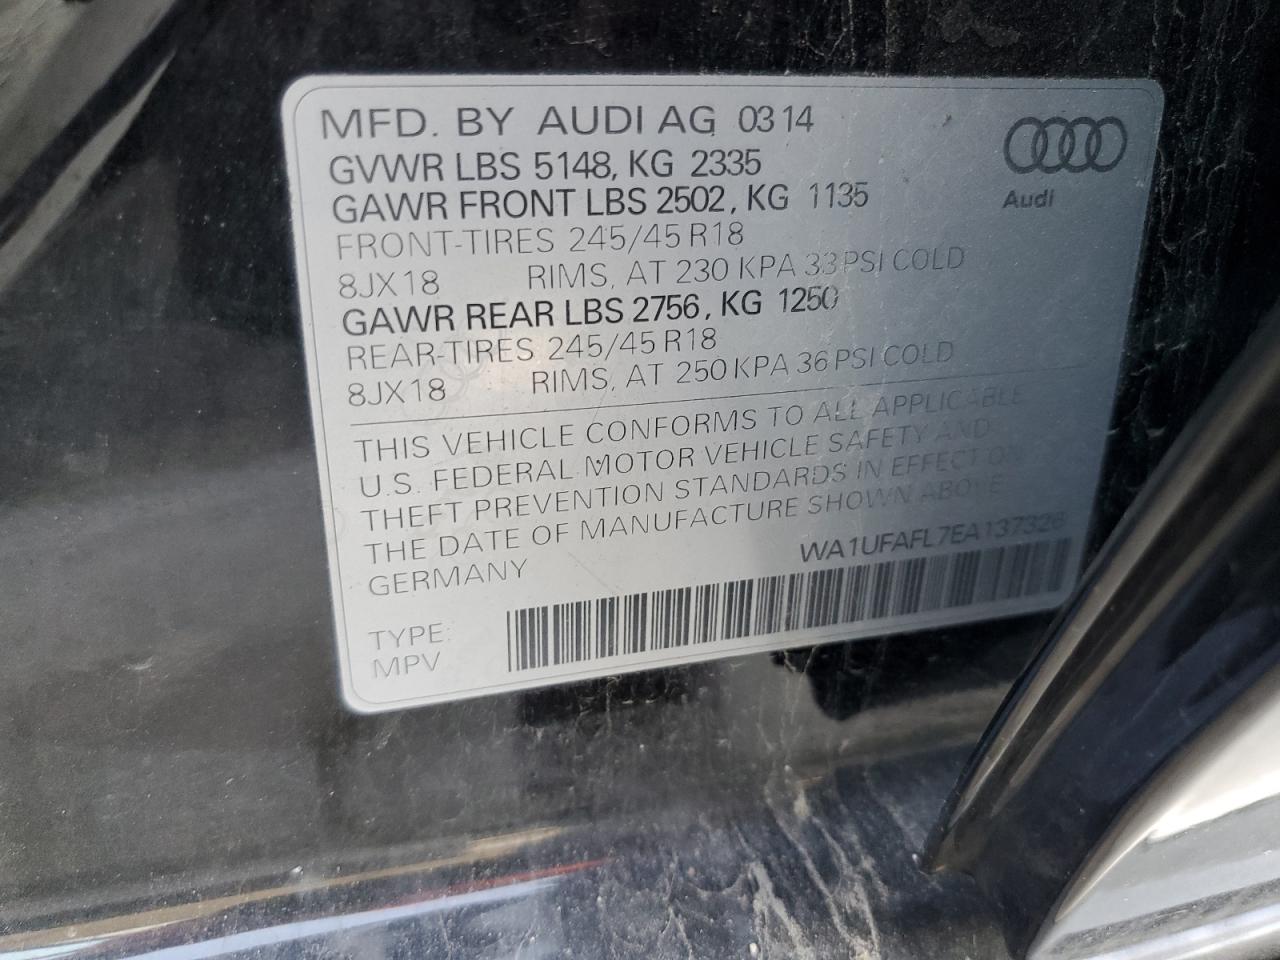 MFD. BY AUDI AG 03 14
GVWR LBS 5148, KG 2335
GAWR FRONT LBS 2502, KG 1135
FRONT-TIRES 245/45 R18
8JX18 RIMS, AT 230 KPA 33 PSI COLD
GAWR REAR LBS 2756, KG 1250
REAR-TIRES 245/45 R18
8JX18 RIMS, AT 250 KPA 36 PSI COLD
Audi
THIS VEHICLE CONFORMS TO ALL APPLICABLE
U.S. FEDERAL MOTOR VEHICLE SAFETY AND
THEFT PREVENTION STANDARDS IN EFFECT ON
THE DATE OF MANUFACTURE SHOWN ABOVE
GERMANY
WA1UFAFL7EA137326
TYPE:
MPV